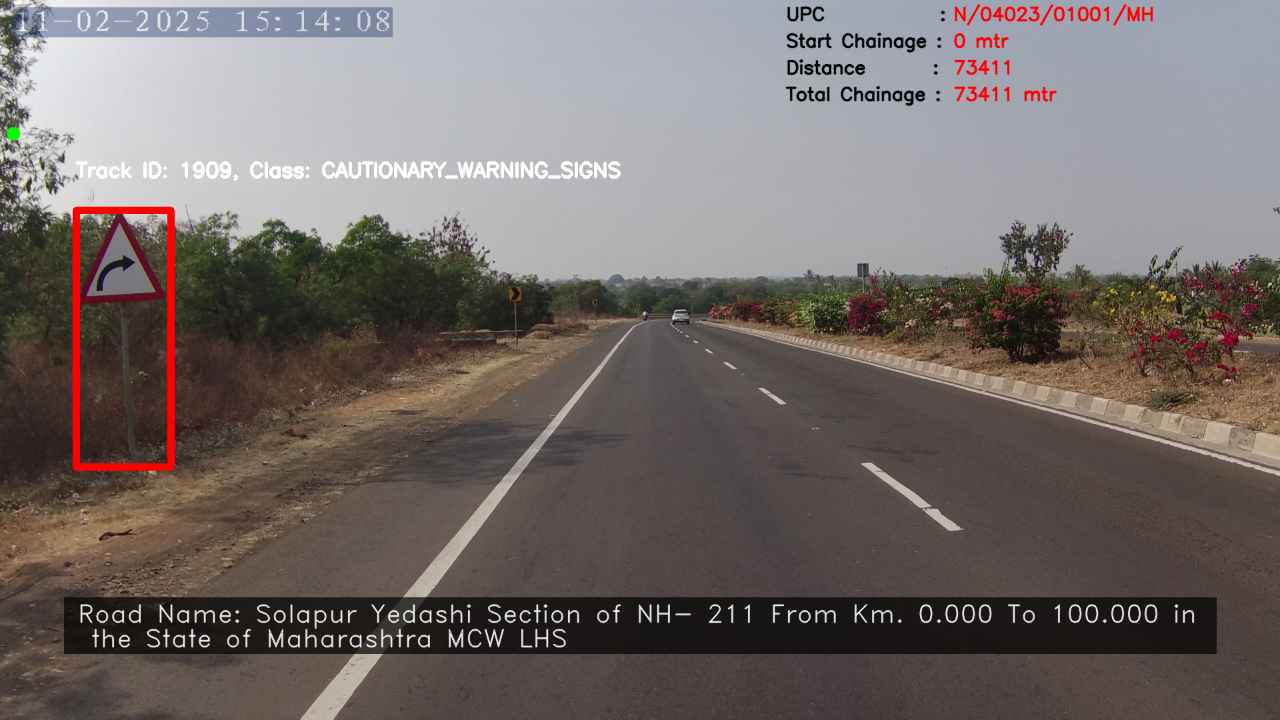 11-02-2025 15:14:08
UPC : N/04023/01001/MH
Start Chainage : 0 mtr
Distance : 73411
Total Chainage : 73411 mtr
Track ID: 1909, Class: CAUTIONARY_WARNING_SIGNS
Road Name: Solapur Yedashi Section of NH- 211 From Km. 0.000 To 100.000 in
the State of Maharashtra MCW LHS